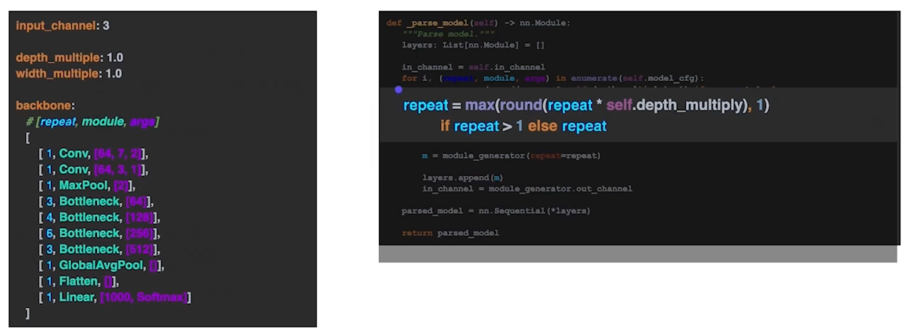 input_channel: 3
depth_multiple: 1.0
width_multiple: 1.0
backbone:
# [repeat, module, args]
[
[ 1, Conv, [64, 7, 2]],
[ 1, Conv, [64, 3, 1]],
[ 1, MaxPool, [2]],
[ 3, Bottleneck, [64]],
[ 4, Bottleneck, [128]],
[ 6, Bottleneck, [256]],
[ 3, Bottleneck, [512]],
[ 1, GlobalAvgPool, []],
[ 1, Flatten, []],
[ 1, Linear, [1000, Softmax]]
]
def _parse_model(self) -> nn.Module:
"""Parse model."""
layers: List[nn.Module] = []
in_channel = self.in_channel
for i, (repeat, module, args) in enumerate(self.model_cfg):
repeat = max(round(repeat * self.depth_multiply), 1)
if repeat > 1 else repeat
m = module_generator(repeat=repeat)
layers.append(m)
in_channel = module_generator.out_channel
parsed_model = nn.Sequential(*layers)
return parsed_model